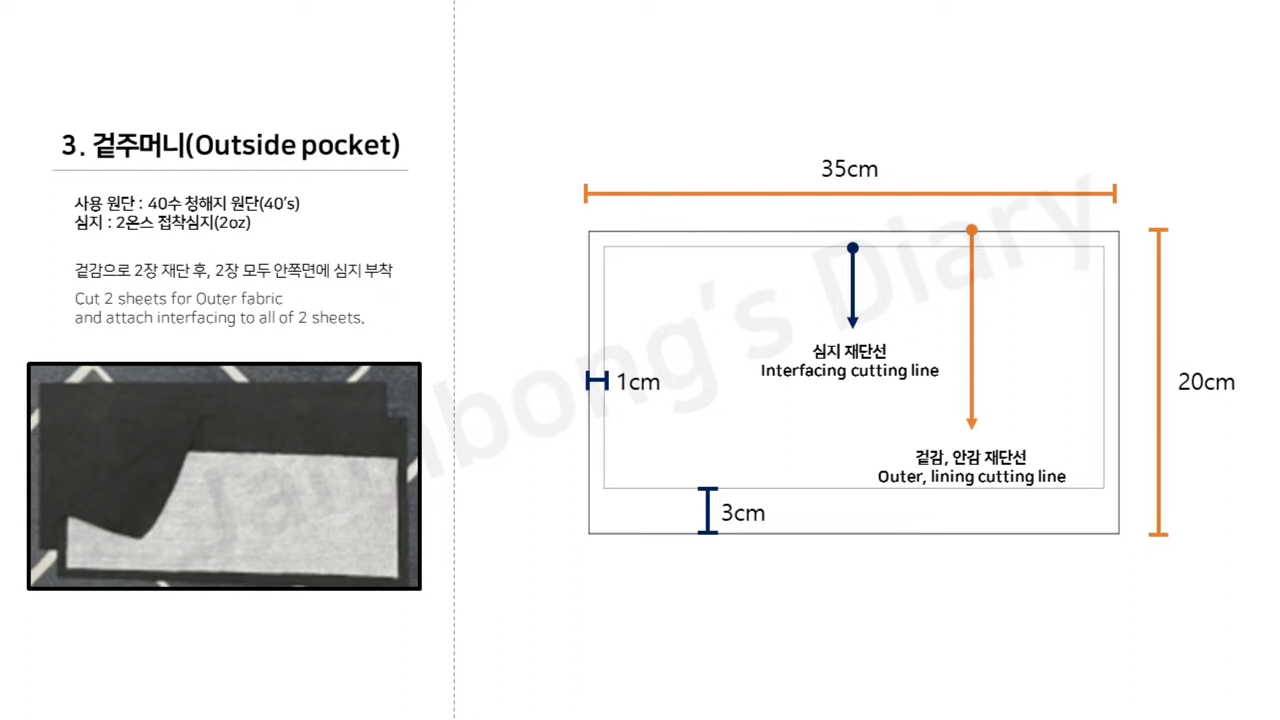 3. 겉주머니(Outside pocket)
사용 원단 : 40수 청해지 원단(40's)
심지 : 2온스 접착심지(2oz)
겉감으로 2장 재단 후, 2장 모두 안쪽면에 심지 부착
Cut 2 sheets for Outer fabric
and attach interfacing to all of 2 sheets.
35cm
심지 재단선
Interfacing cutting line
1cm
20cm
겉감, 안감 재단선
Outer, lining cutting line
3cm